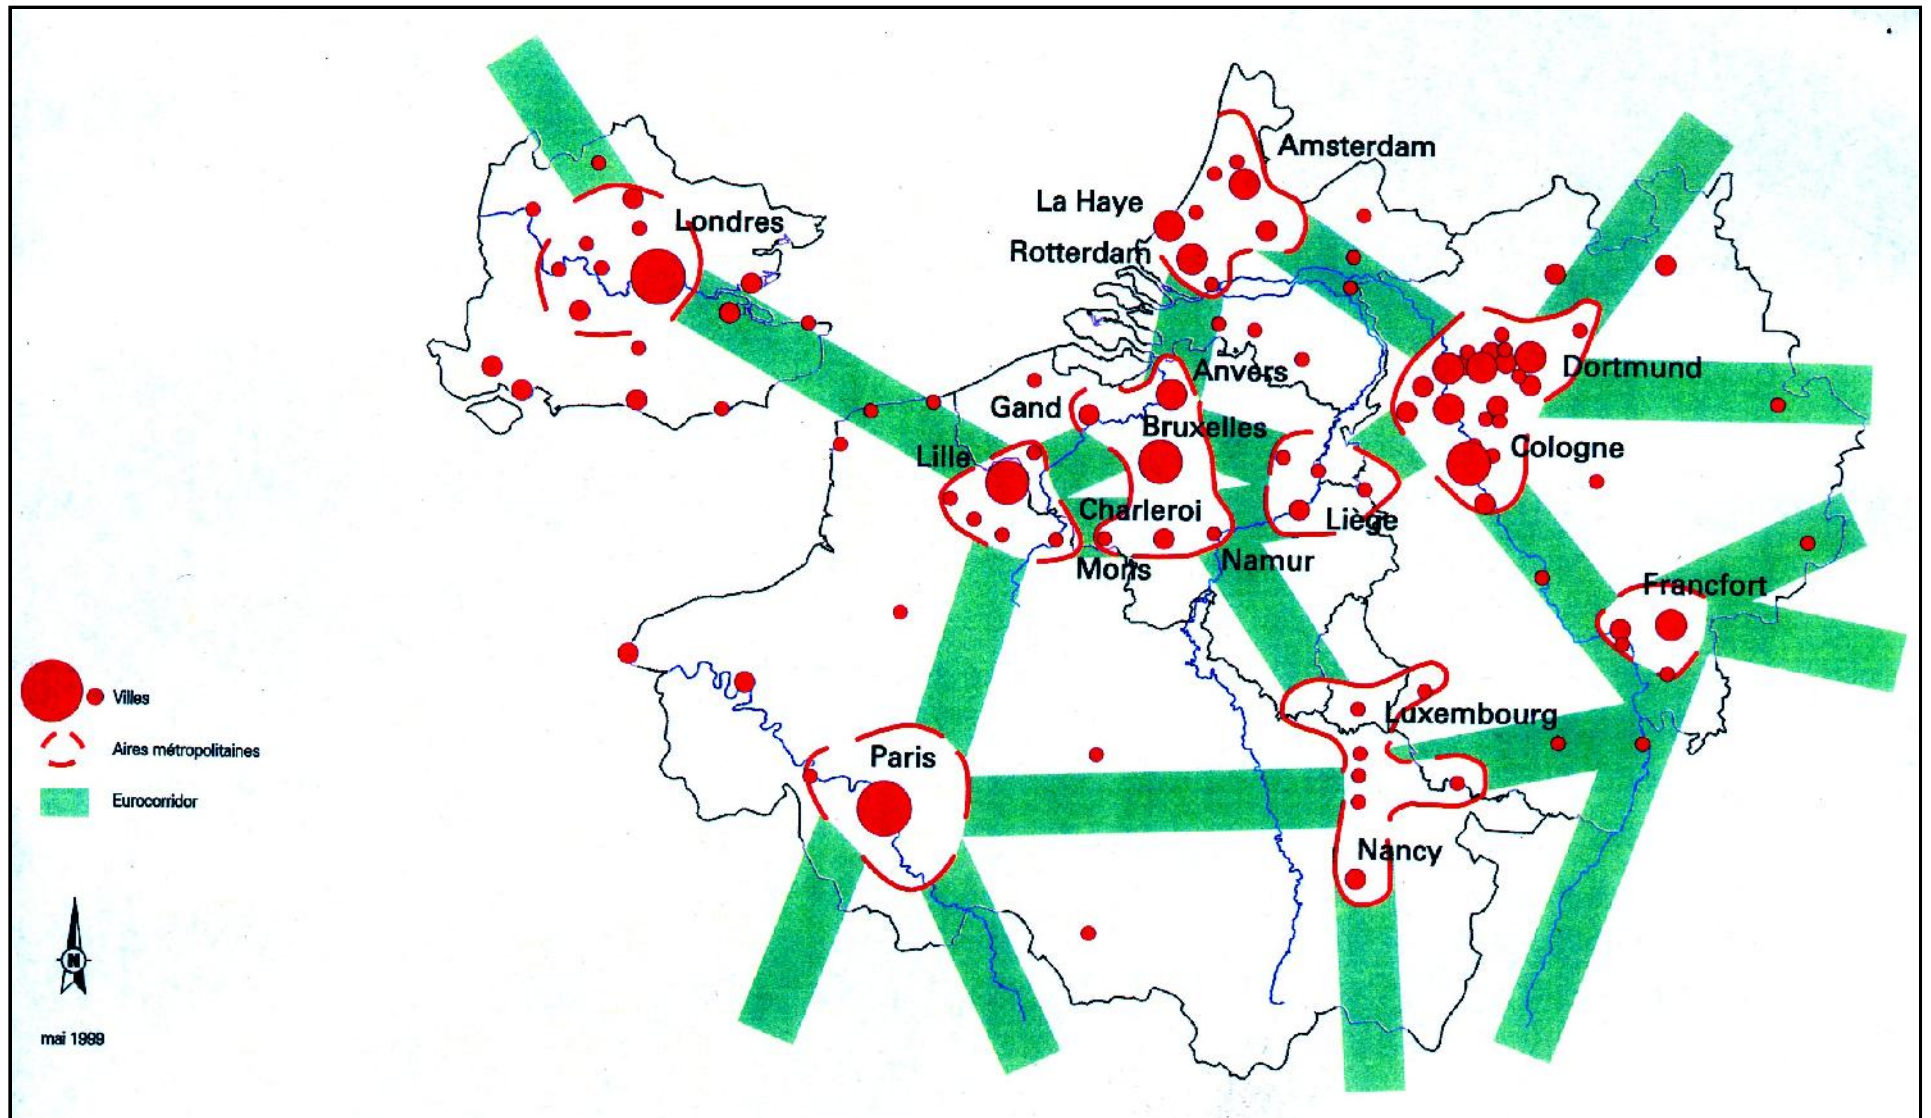 Amsterdam
La Haye
Londres
Rotterdam
Anvers
Dortmund
Gand
Bruxelles
Cologne
Lille
Charleroi
Liège
Mons
Namur
Francfort
Villes
Luxembourg
Aires métropolitaines
Paris
Eurocorridor
Nancy
N
mai 1999